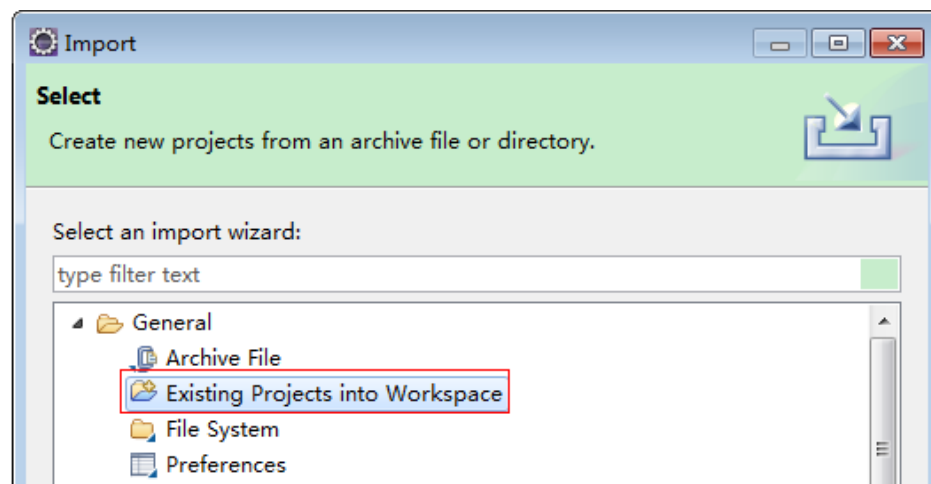 Import
Select
Create new projects from an archive file or directory.
Select an import wizard:
type filter text
General
Archive File
Existing Projects into Workspace
File System
Preferences